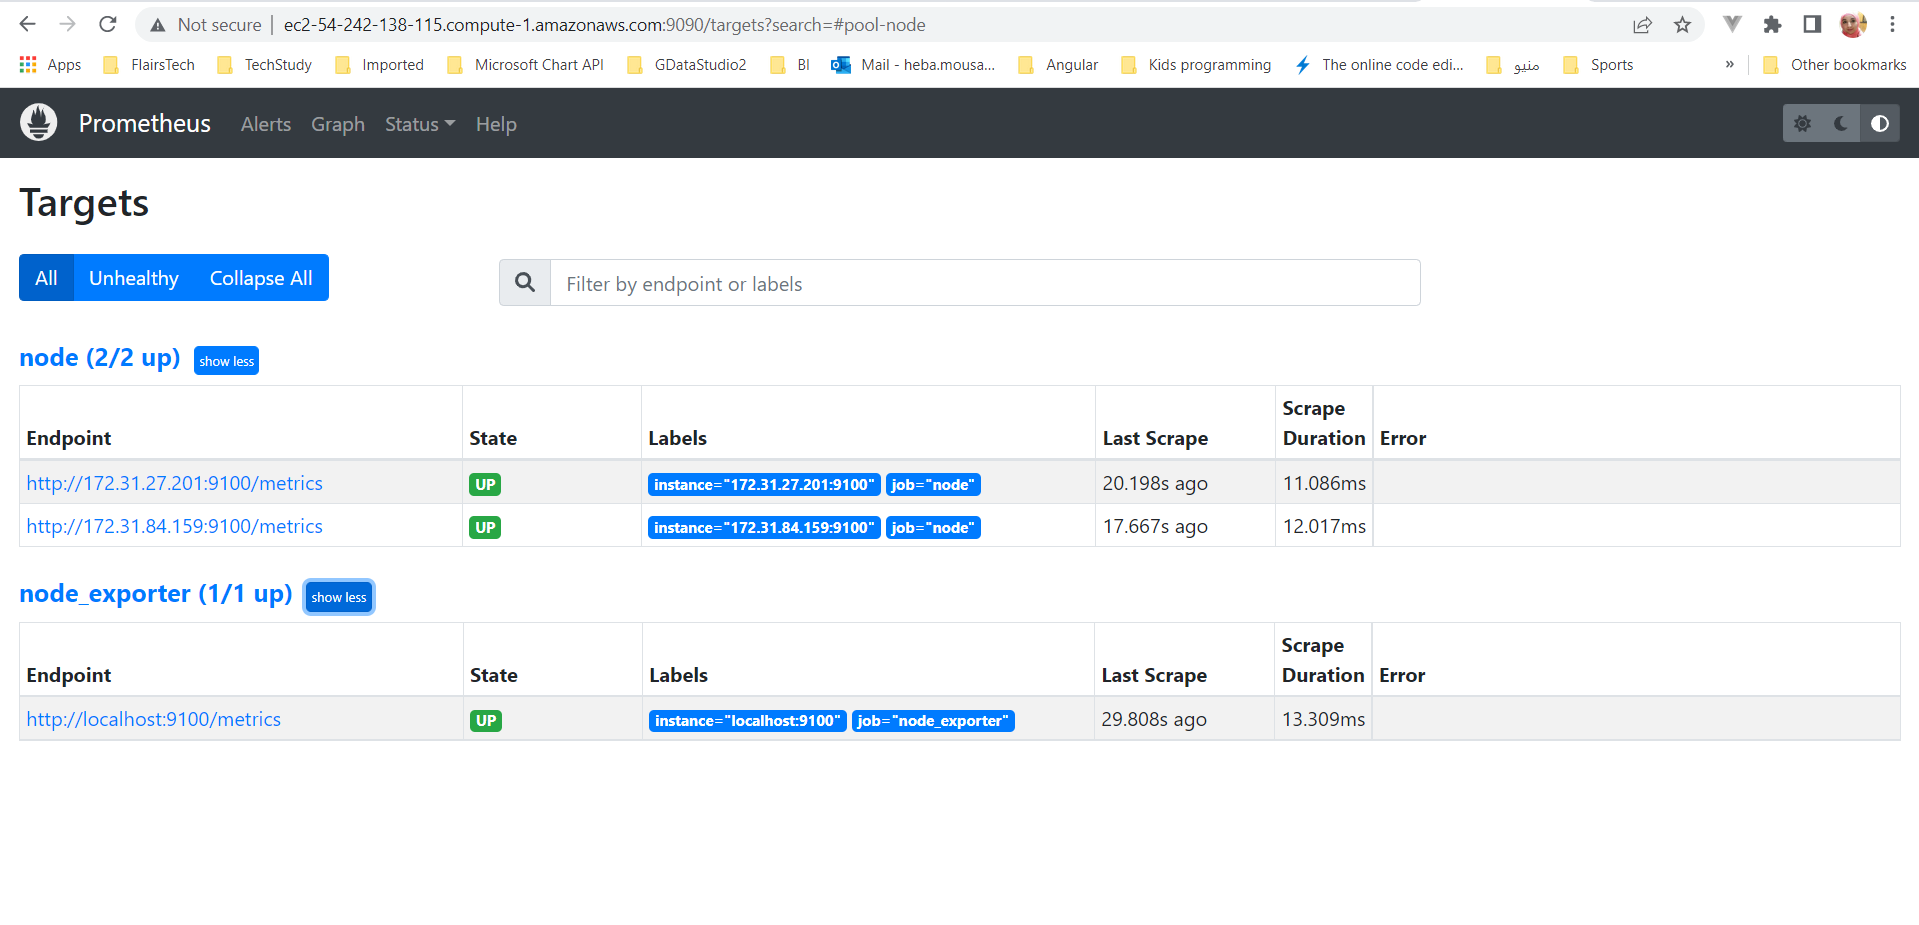 Not secure | ec2-54-242-138-115.compute-1.amazonaws.com:9090/targets?search=#pool-node
Apps FlairsTech TechStudy Imported Microsoft Chart API GDataStudio2 BI Mail - heba.mousa... Angular Kids programming The online code edi... منيو Sports » Other bookmarks
Prometheus Alerts Graph Status Help
Targets
All Unhealthy Collapse All Filter by endpoint or labels
node (2/2 up) show less
Endpoint State Labels Last Scrape Scrape Duration Error
http://172.31.27.201:9100/metrics UP instance="172.31.27.201:9100" job="node" 20.198s ago 11.086ms
http://172.31.84.159:9100/metrics UP instance="172.31.84.159:9100" job="node" 17.667s ago 12.017ms
node_exporter (1/1 up) show less
Endpoint State Labels Last Scrape Scrape Duration Error
http://localhost:9100/metrics UP instance="localhost:9100" job="node_exporter" 29.808s ago 13.309ms